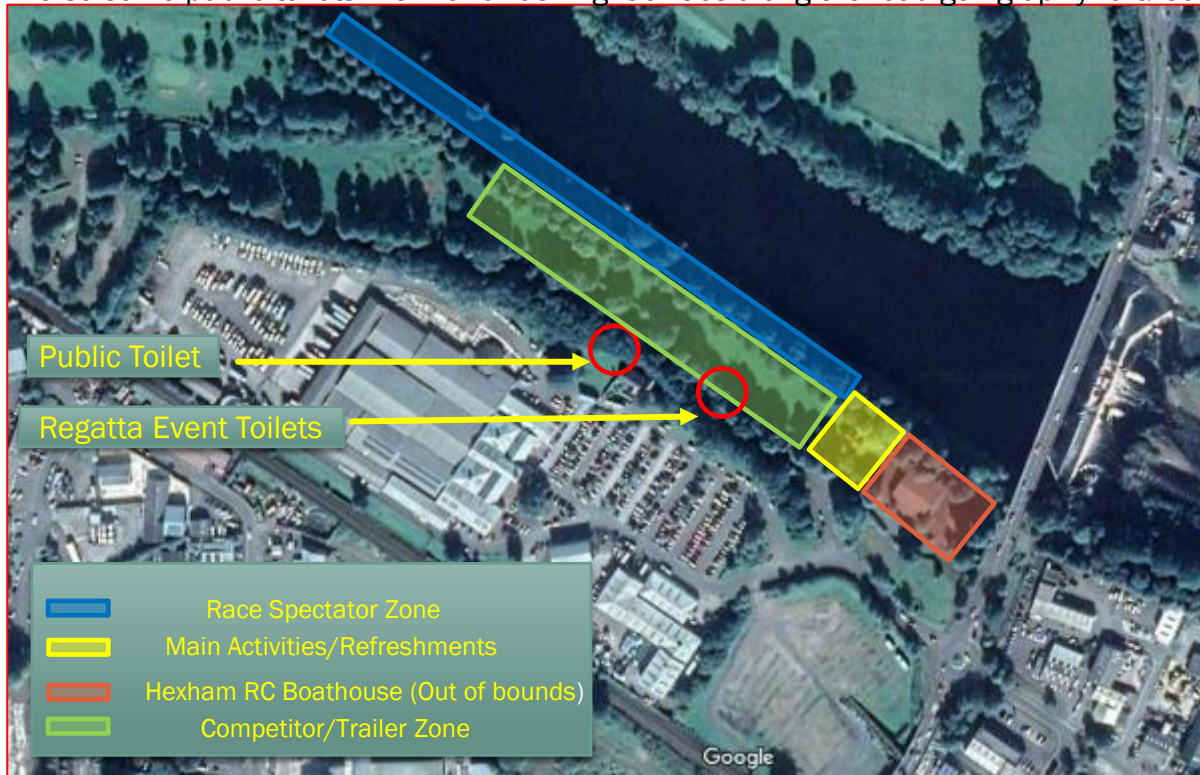 Public Toilet
Regatta Event Toilets
Race Spectator Zone
Main Activities/Refreshments
Hexham RC Boathouse (Out of bounds)
Competitor/Trailer Zone
Google